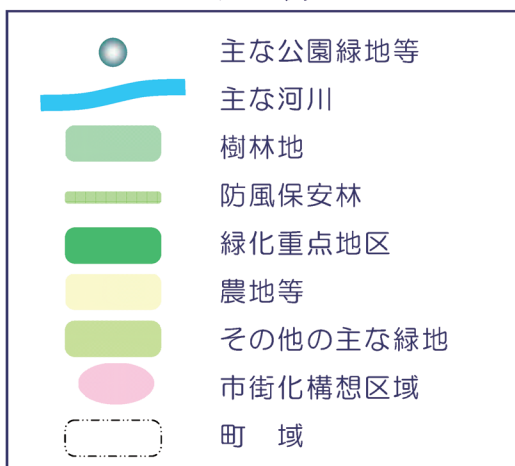 主な公園緑地等
主な河川
樹林地
防風保安林
緑化重点地区
農地等
その他の主な緑地
市街化構想区域
町　域